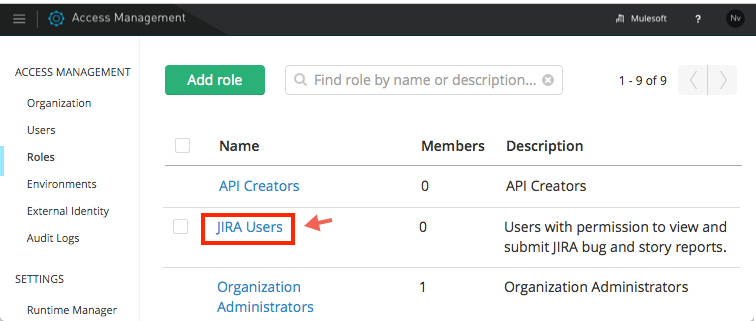 Access Management
Mulesoft
?
Nv
ACCESS MANAGEMENT
Organization
Users
Roles
Environments
External Identity
Audit Logs
SETTINGS
Runtime Manager
Add role
Find role by name or description...
1 - 9 of 9
Name Members Description
API Creators 0 API Creators
JIRA Users 0 Users with permission to view and
submit JIRA bug and story reports.
Organization 1 Organization Administrators
Administrators